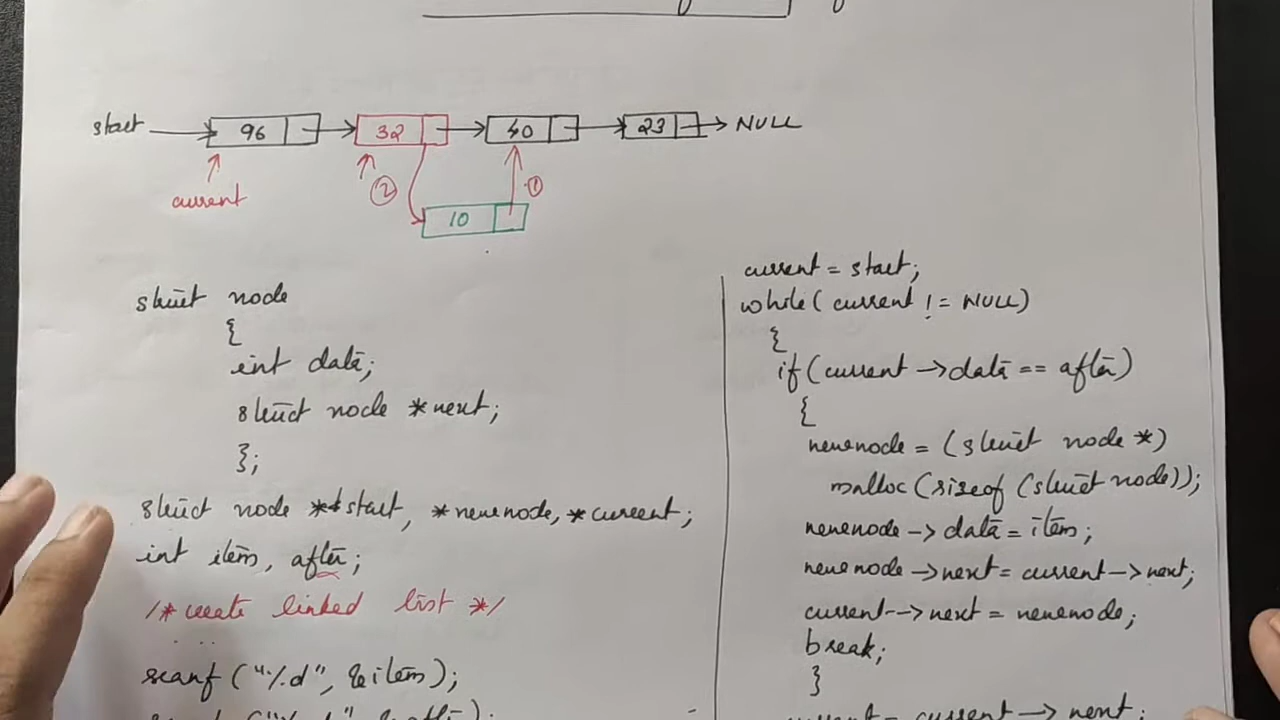 start 96 32 40 23 NULL
current ② ①
10
struct node
{
int data;
struct node *next;
};
struct node *start, *newnode, *current;
int item, after;
/* create linked list */
. . .
scanf ("%d", &item);
current = start;
while ( current != NULL)
{
if ( current -> data == after)
{
newnode = (struct node *)
malloc (sizeof (struct node));
newnode -> data = item;
newnode -> next = current -> next;
current -> next = newnode;
break;
}
current = current -> next;